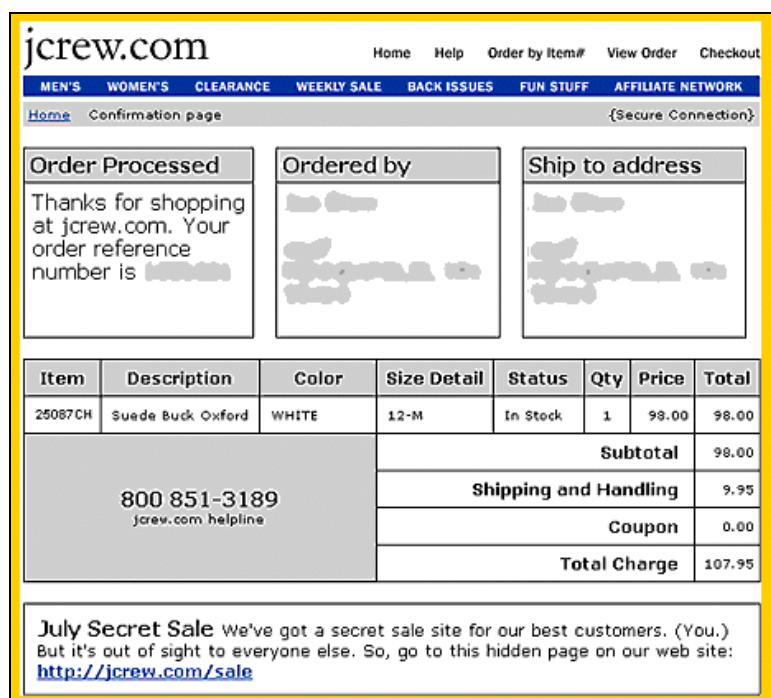 jcrew.com
Home Help Order by Item# View Order Checkout
MEN'S WOMEN'S CLEARANCE WEEKLY SALE BACK ISSUES FUN STUFF AFFILIATE NETWORK
Home Confirmation page {Secure Connection}
Order Processed
Thanks for shopping
at jcrew.com. Your
order reference
number is
Ordered by
Ship to address
Item Description Color Size Detail Status Qty Price Total
25087CH Suede Buck Oxford WHITE 12-M In Stock 1 98.00 98.00
800 851-3189
jcrew.com helpline
Subtotal 98.00
Shipping and Handling 9.95
Coupon 0.00
Total Charge 107.95
July Secret Sale We've got a secret sale site for our best customers. (You.)
But it's out of sight to everyone else. So, go to this hidden page on our web site:
http://jcrew.com/sale